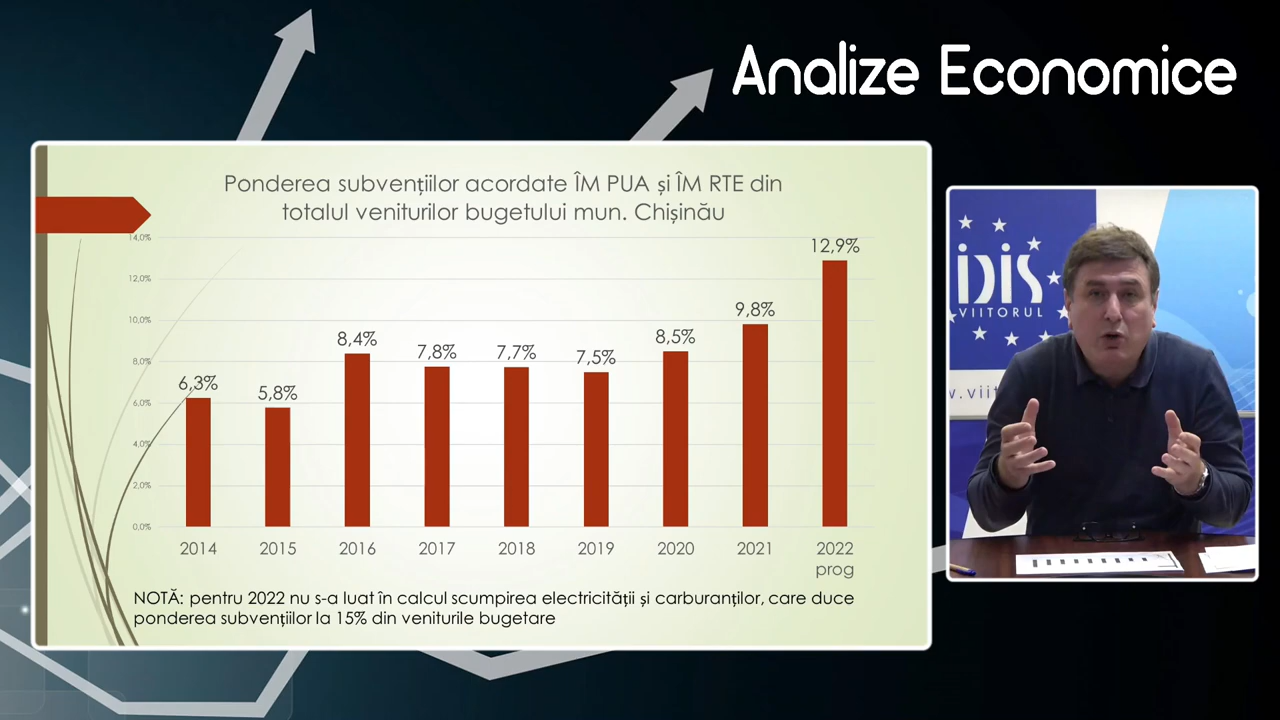 Analize Economice
Ponderea subvențiilor acordate ÎM PUA și ÎM RTE din
totalul veniturilor bugetului mun. Chișinău
14,0%
12,0%
10,0%
8,0%
6,0%
4,0%
2,0%
0,0%
6,3%
5,8%
8,4%
7,8%
7,7%
7,5%
8,5%
9,8%
12,9%
2014
2015
2016
2017
2018
2019
2020
2021
2022
prog
NOTĂ: pentru 2022 nu s-a luat în calcul scumpirea electricității și carburanților, care duce
ponderea subvențiilor la 15% din veniturile bugetare
IDIS
VIITORUL
w.viit